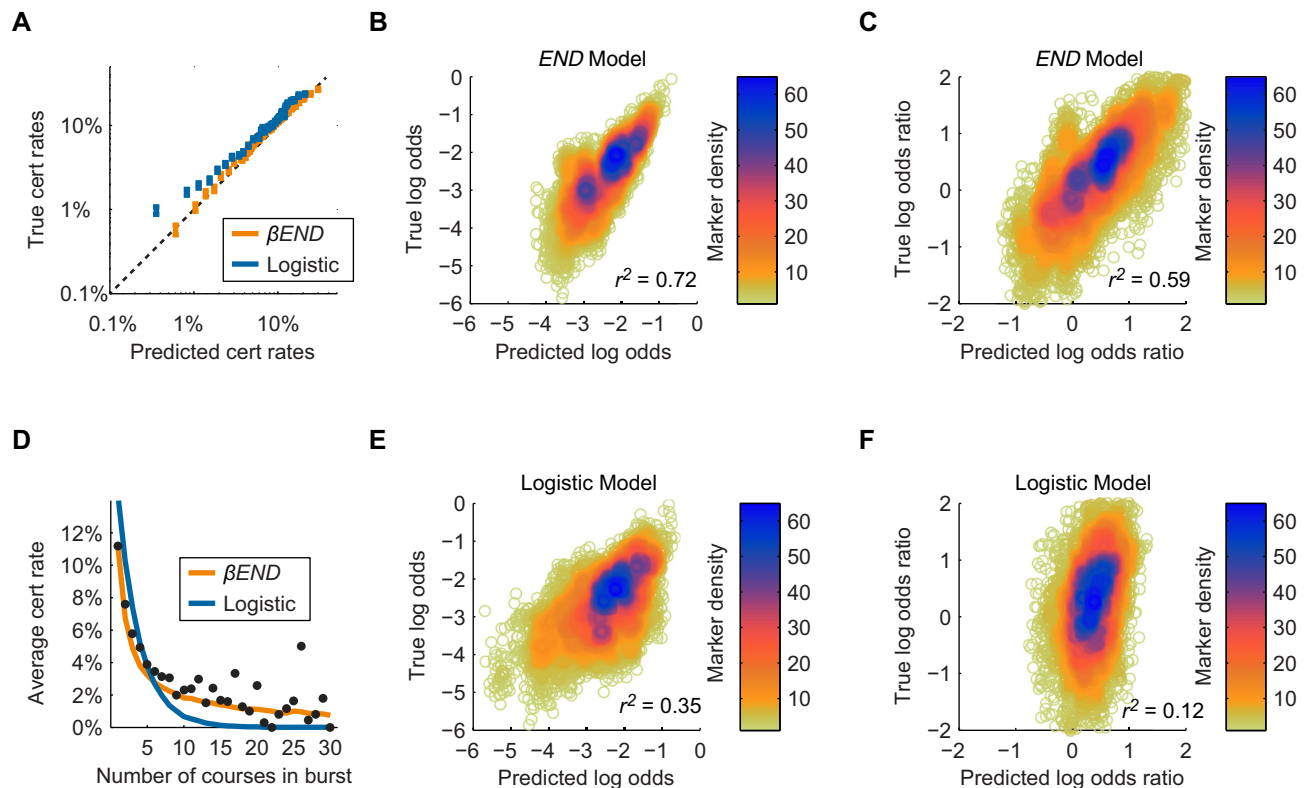 A
True cert rates
10%
1%
0.1%
0.1%
1%
10%
Predicted cert rates
βEND
Logistic
B
END Model
True log odds
0
−1
−2
−3
−4
−5
−6
−6 −5 −4 −3 −2 −1 0
Predicted log odds
r² = 0.72
Marker density
60
50
40
30
20
10
C
END Model
True log odds ratio
2
1
0
−1
−2
−2 −1 0 1 2
Predicted log odds ratio
r² = 0.59
Marker density
60
50
40
30
20
10
D
Average cert rate
12%
10%
8%
6%
4%
2%
0%
5 10 15 20 25 30
Number of courses in burst
βEND
Logistic
E
Logistic Model
True log odds
0
−1
−2
−3
−4
−5
−6
−6 −5 −4 −3 −2 −1 0
Predicted log odds
r² = 0.35
Marker density
60
50
40
30
20
10
F
Logistic Model
True log odds ratio
2
1
0
−1
−2
−2 −1 0 1 2
Predicted log odds ratio
r² = 0.12
Marker density
60
50
40
30
20
10